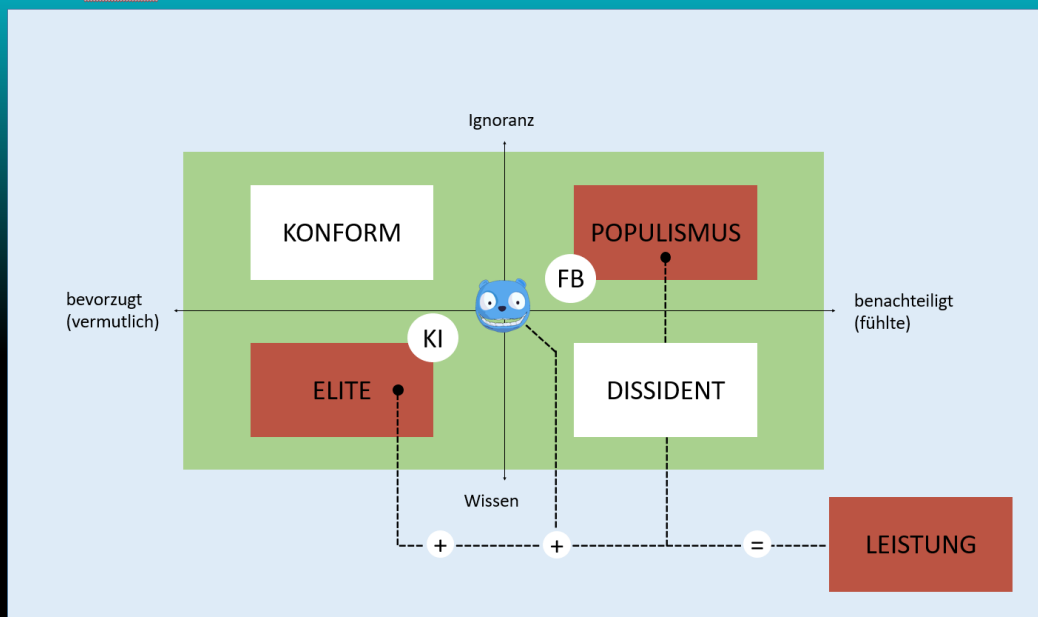 Ignoranz
KONFORM
POPULISMUS
FB
bevorzugt
(vermutlich)
benachteiligt
(fühlte)
KI
ELITE
DISSIDENT
Wissen
+
+
=
LEISTUNG